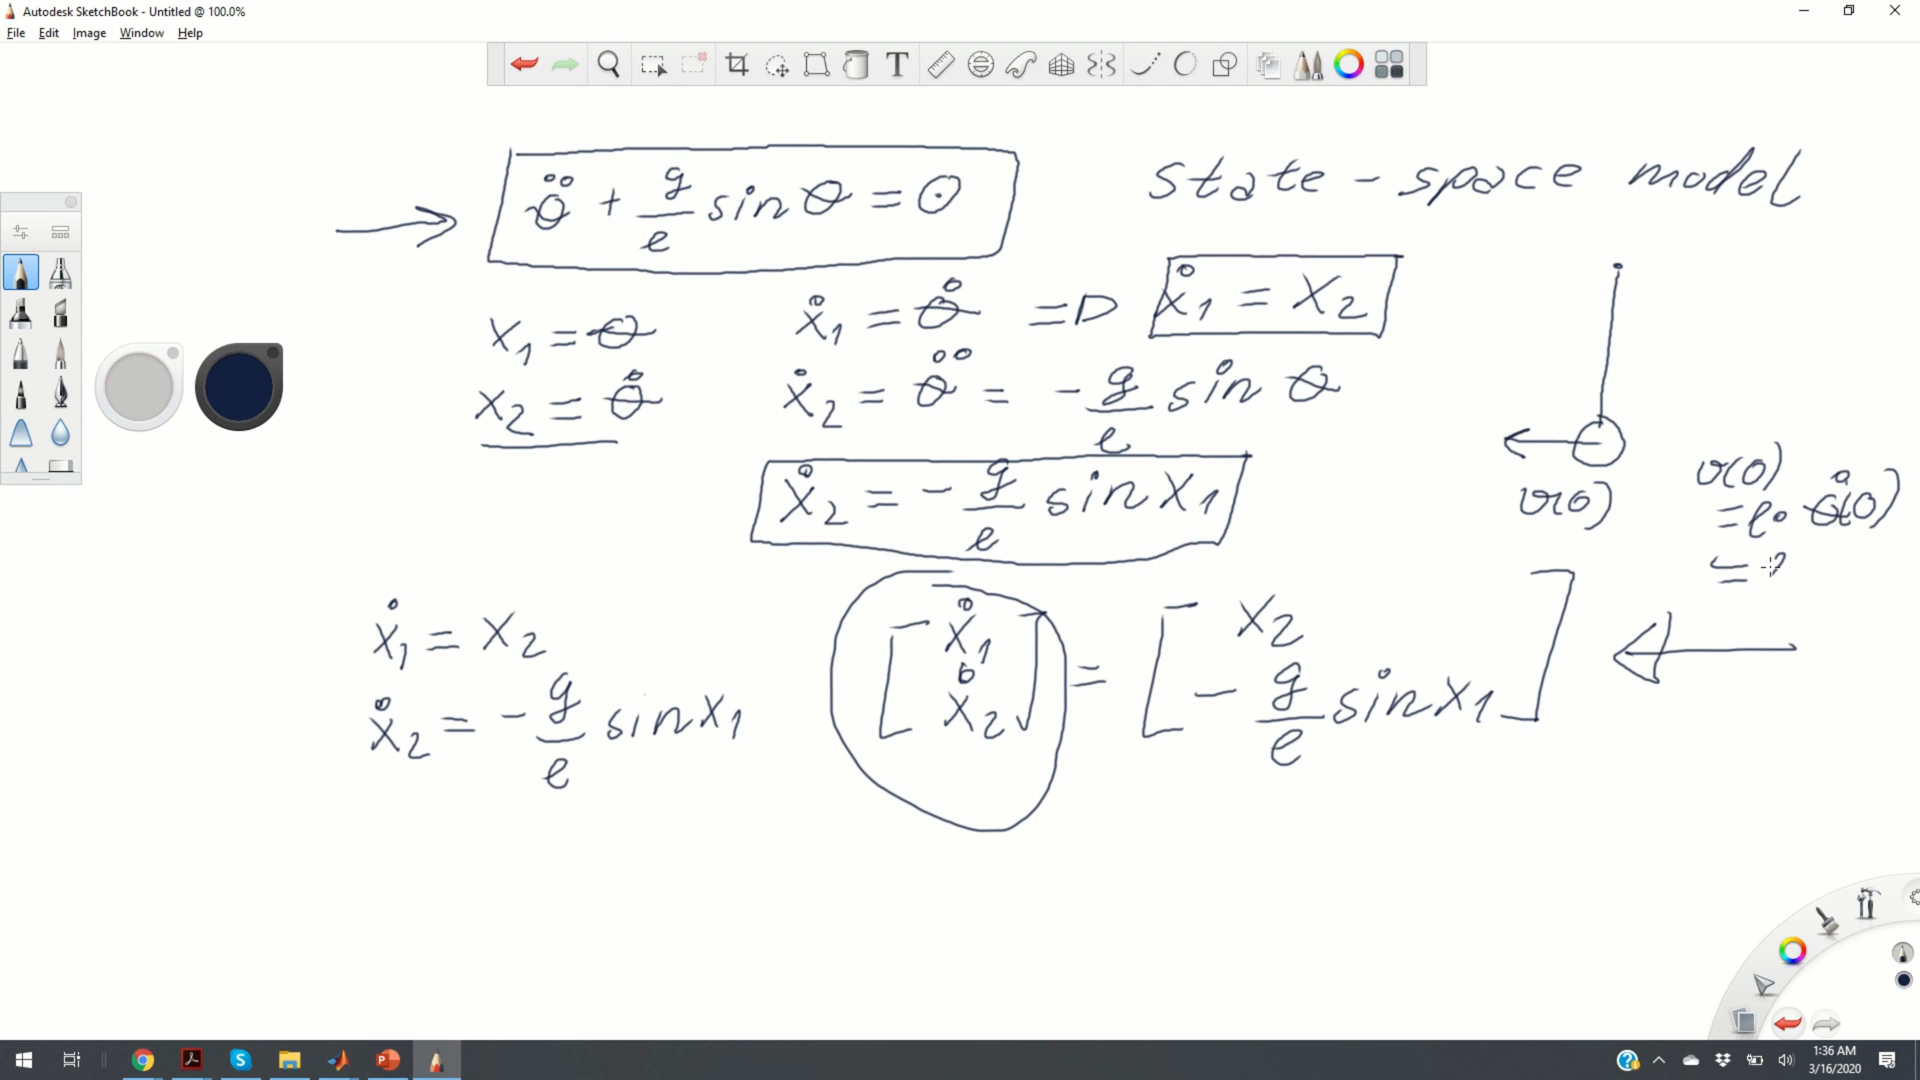 Autodesk SketchBook - Untitled @ 100.0%
File Edit Image Window Help
T
θ̈ + g/l sin θ = 0
state - space model
x₁ = θ
ẋ₁ = θ̇ => ẋ₁ = x₂
x₂ = θ̇
ẋ₂ = θ̈ = - g/l sin θ
ẋ₂ = - g/l sin x₁
v(0)
v(0)
= l · θ̇(0)
=
ẋ₁ = x₂
ẋ₂ = - g/l sin x₁
[ẋ₁
ẋ₂] = [x₂
- g/l sin x₁]
1:36 AM
3/16/2020